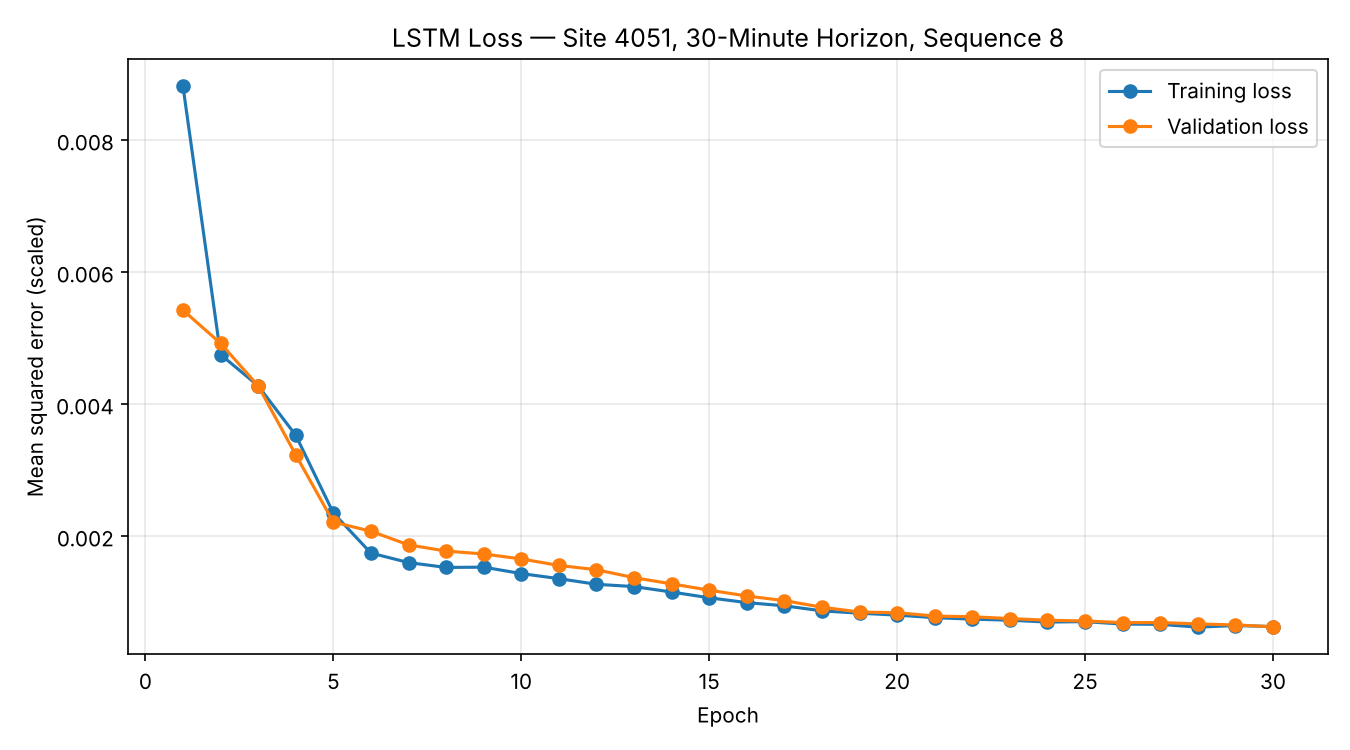 LSTM Loss — Site 4051, 30-Minute Horizon, Sequence 8
Training loss
Validation loss
Mean squared error (scaled)
0.008
0.006
0.004
0.002
0 5 10 15 20 25 30
Epoch